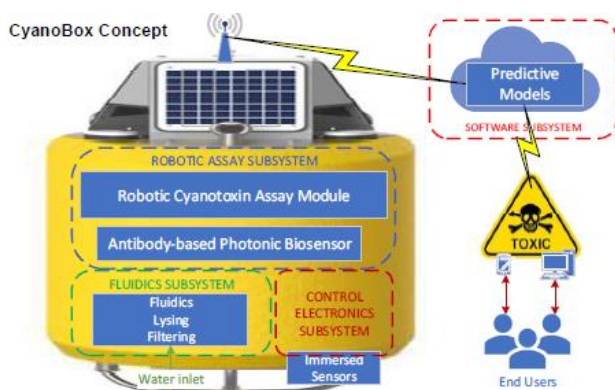 CyanoBox Concept
Predictive
Models
SOFTWARE SUBSYSTEM
ROBOTIC ASSAY SUBSYSTEM
Robotic Cyanotoxin Assay Module
Antibody-based Photonic Biosensor
TOXIC
FLUIDICS SUBSYSTEM
Fluidics
Lysing
Filtering
CONTROL
ELECTRONICS
SUBSYSTEM
Immersed
Sensors
Water inlet
End Users